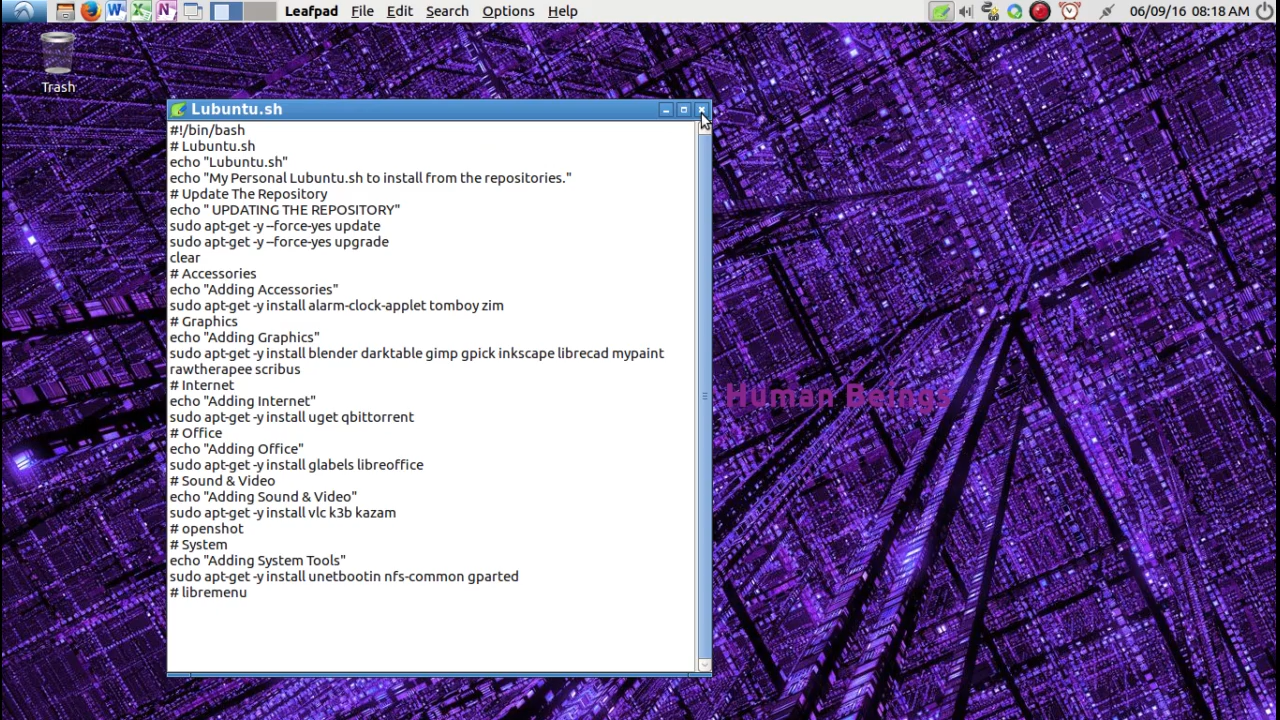 Leafpad File Edit Search Options Help 06/09/16 08:18 AM
Trash
Lubuntu.sh
#!/bin/bash
# Lubuntu.sh
echo "Lubuntu.sh"
echo "My Personal Lubuntu.sh to install from the repositories."
# Update The Repository
echo " UPDATING THE REPOSITORY"
sudo apt-get -y --force-yes update
sudo apt-get -y --force-yes upgrade
clear
# Accessories
echo "Adding Accessories"
sudo apt-get -y install alarm-clock-applet tomboy zim
# Graphics
echo "Adding Graphics"
sudo apt-get -y install blender darktable gimp gpick inkscape librecad mypaint
rawtherapee scribus
# Internet
echo "Adding Internet"
sudo apt-get -y install uget qbittorrent
# Office
echo "Adding Office"
sudo apt-get -y install glabels libreoffice
# Sound & Video
echo "Adding Sound & Video"
sudo apt-get -y install vlc k3b kazam
# openshot
# System
echo "Adding System Tools"
sudo apt-get -y install unetbootin nfs-common gparted
# libremenu
Human Beings